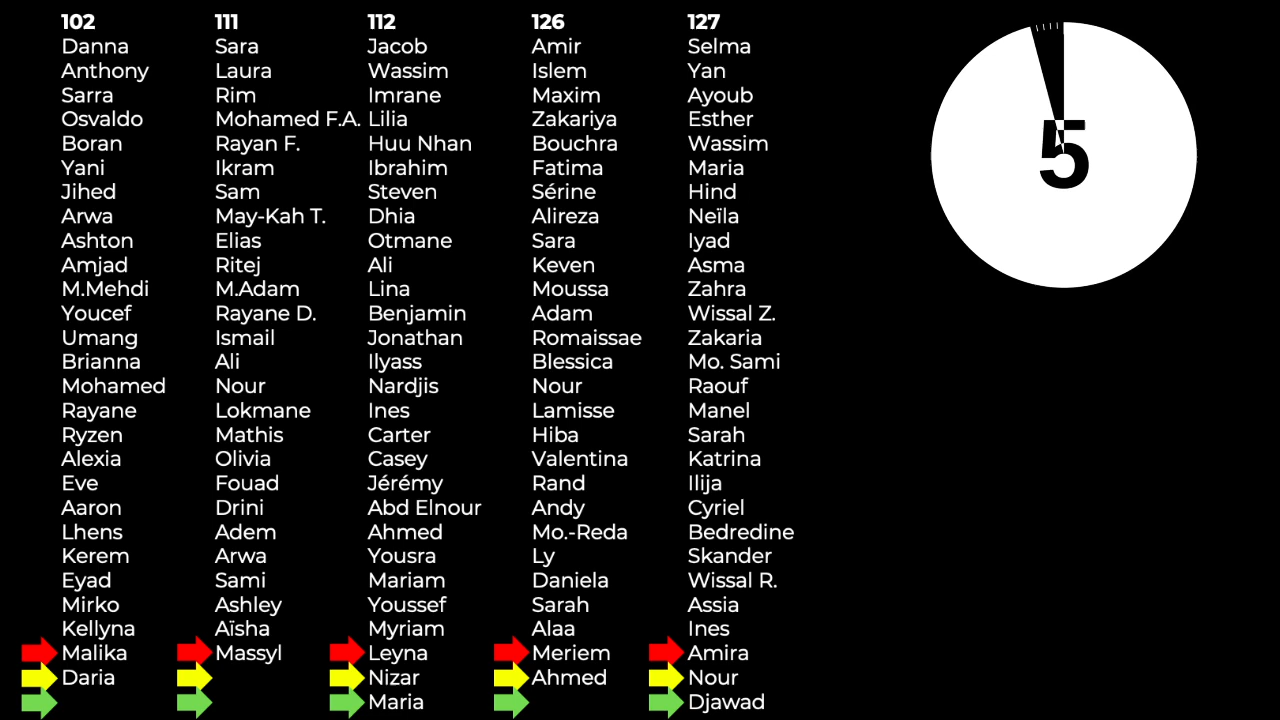 102
Danna
Anthony
Sarra
Osvaldo
Boran
Yani
Jihed
Arwa
Ashton
Amjad
M.Mehdi
Youcef
Umang
Brianna
Mohamed
Rayane
Ryzen
Alexia
Eve
Aaron
Lhens
Kerem
Eyad
Mirko
Kellyna
Malika
Daria
111
Sara
Laura
Rim
Mohamed F.A.
Rayan F.
Ikram
Sam
May-Kah T.
Elias
Ritej
M.Adam
Rayane D.
Ismail
Ali
Nour
Lokmane
Mathis
Olivia
Fouad
Drini
Adem
Arwa
Sami
Ashley
Aïsha
Massyl
112
Jacob
Wassim
Imrane
Lilia
Huu Nhan
Ibrahim
Steven
Dhia
Otmane
Ali
Lina
Benjamin
Jonathan
Ilyass
Nardjis
Ines
Carter
Casey
Jérémy
Abd Elnour
Ahmed
Yousra
Mariam
Youssef
Myriam
Leyna
Nizar
Maria
126
Amir
Islem
Maxim
Zakariya
Bouchra
Fatima
Sérine
Alireza
Sara
Keven
Moussa
Adam
Romaissae
Blessica
Nour
Lamisse
Hiba
Valentina
Rand
Andy
Mo.-Reda
Ly
Daniela
Sarah
Alaa
Meriem
Ahmed
127
Selma
Yan
Ayoub
Esther
Wassim
Maria
Hind
Neïla
Iyad
Asma
Zahra
Wissal Z.
Zakaria
Mo. Sami
Raouf
Manel
Sarah
Katrina
Ilija
Cyriel
Bedredine
Skander
Wissal R.
Assia
Ines
Amira
Nour
Djawad
5